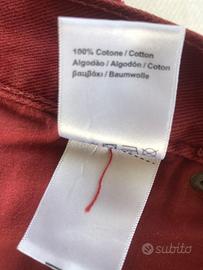 100% Cotone / Cotton
Algodão / Algodón / Coton
βαμβάκι / Baumwolle
subito